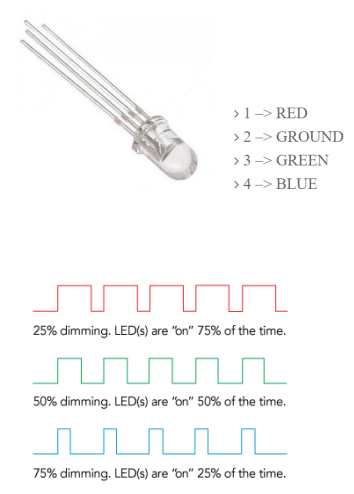 > 1 –> RED
> 2 –> GROUND
> 3 –> GREEN
> 4 –> BLUE
25% dimming. LED(s) are "on" 75% of the time.
50% dimming. LED(s) are "on" 50% of the time.
75% dimming. LED(s) are "on" 25% of the time.